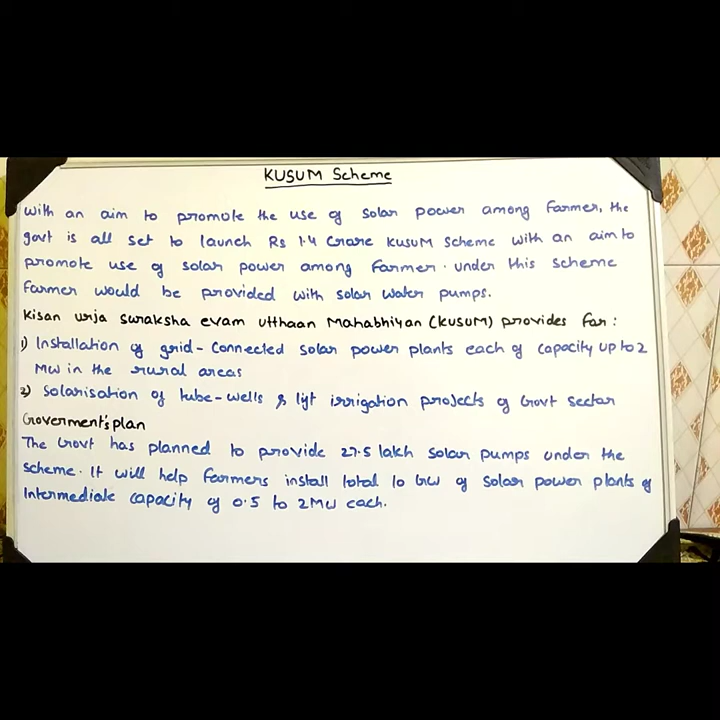 KUSUM Scheme
with an aim to promote the use of solar power among farmer, the
govt is all set to launch Rs 1.4 Crore KUSUM Scheme with an aim to
promote use of solar power among farmer. under this scheme
farmer would be provided with solar water pumps.
Kisan urja suraksha evam utthaan Mahabhiyan (KUSUM) provides for:
1) Installation of grid-connected solar power plants each of capacity up to 2
MW in the rural areas
2) Solarisation of tube-wells & lift irrigation projects of Govt sector
Goverment's plan
The Govt has planned to provide 27.5 lakh solar pumps under the
scheme. It will help farmers install total 10 GW of solar power plants of
Intermediate capacity of 0.5 to 2MW each.